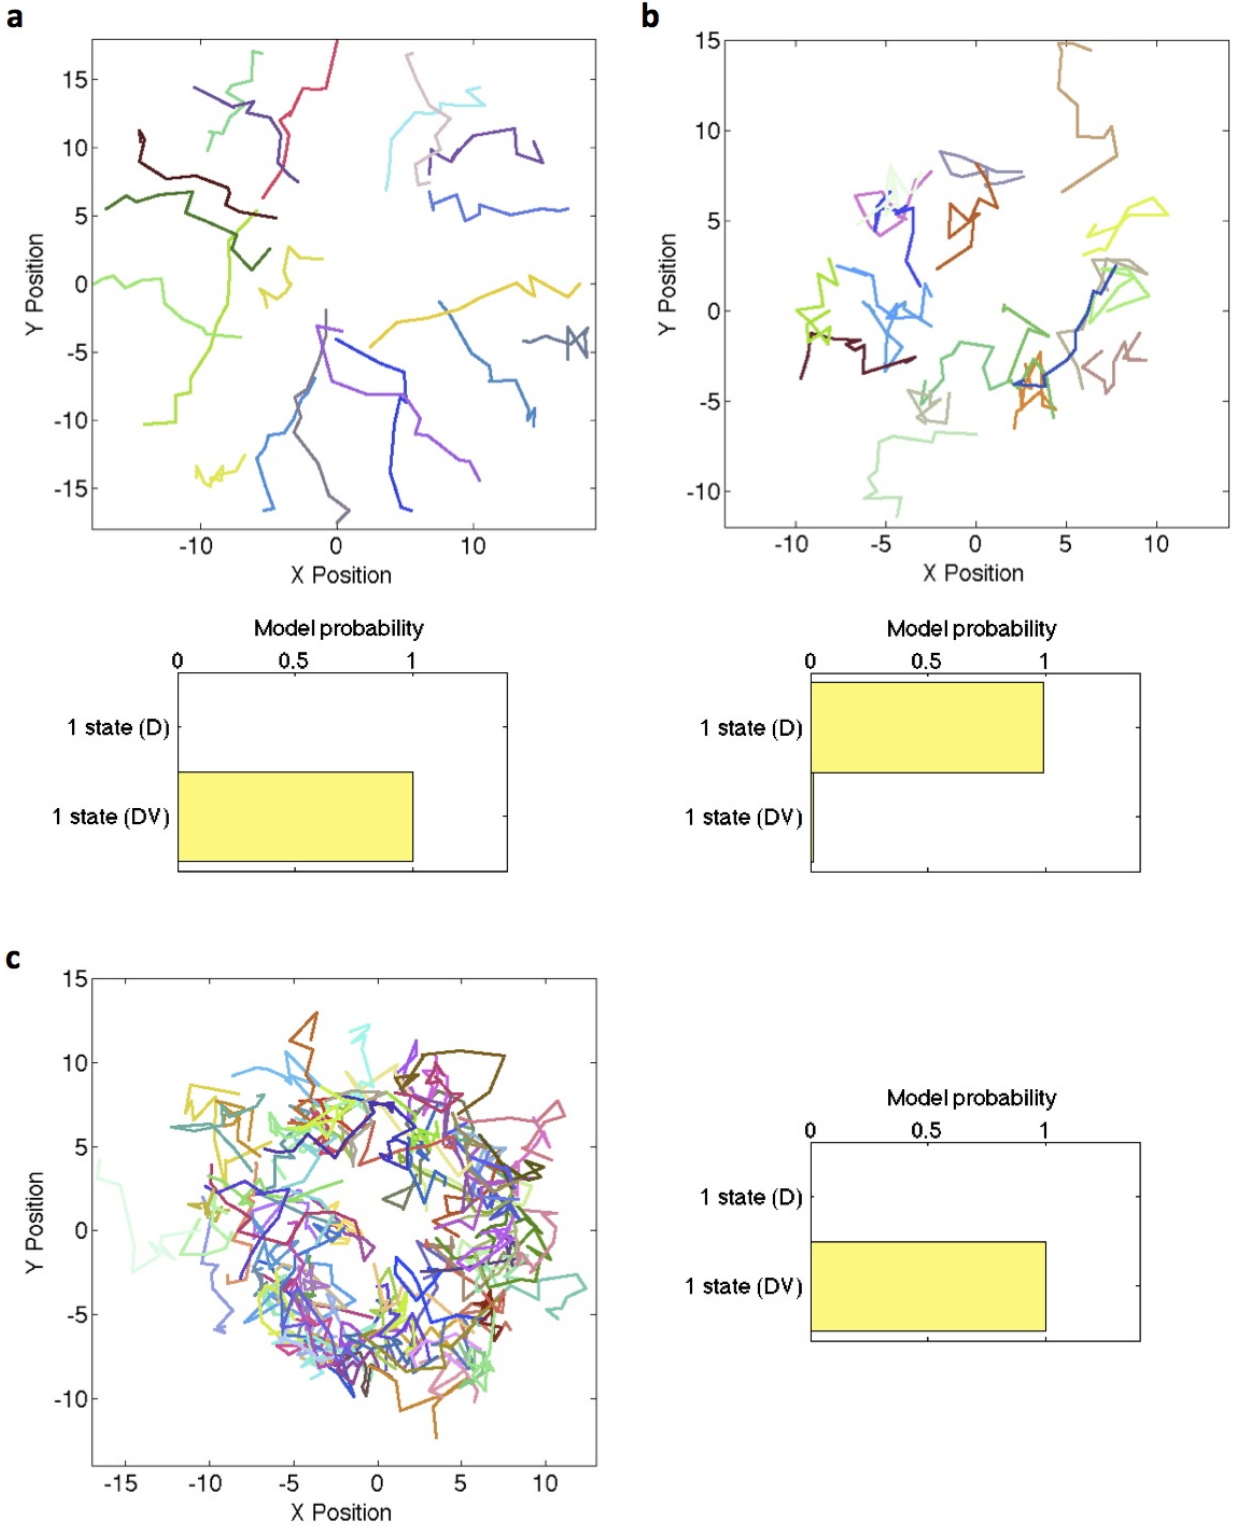 a
15
10
5
0
-5
-10
-15
-10 0 10
X Position
Y Position
Model probability
0 0.5 1
1 state (D)
1 state (DV)
b
15
10
5
0
-5
-10
-10 -5 0 5 10
X Position
Y Position
Model probability
0 0.5 1
1 state (D)
1 state (DV)
c
15
10
5
0
-5
-10
-15 -10 -5 0 5 10
X Position
Y Position
Model probability
0 0.5 1
1 state (D)
1 state (DV)